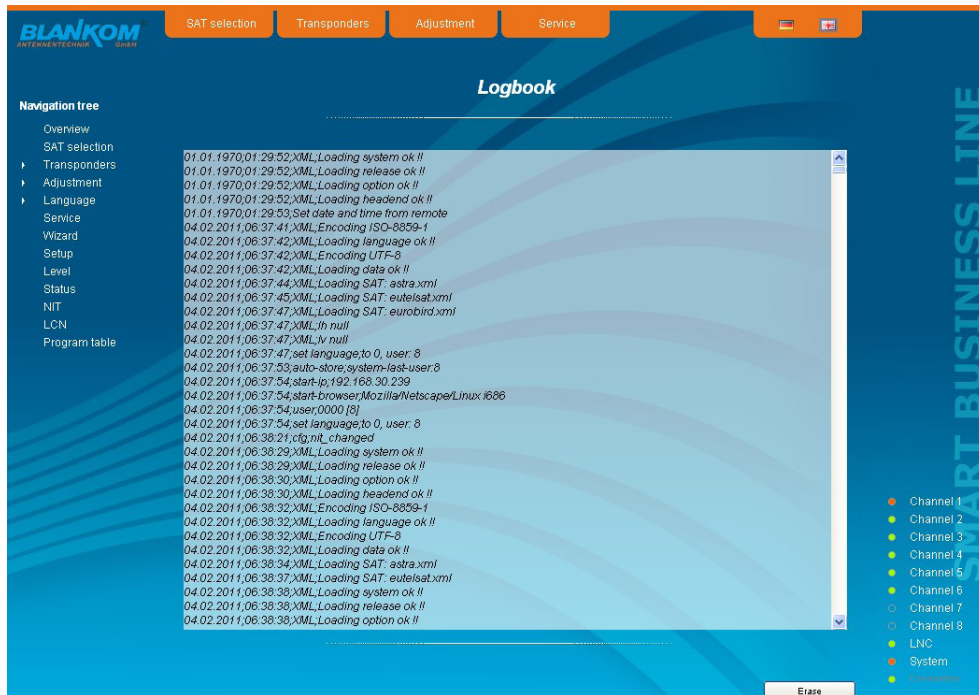 BLANKOM
ANTENNENTECHNIK GmbH
SAT selection
Transponders
Adjustment
Service
Logbook
Navigation tree
Overview
SAT selection
Transponders
Adjustment
Language
Service
Wizard
Setup
Level
Status
NIT
LCN
Program table
01.01.1970;01:29:52;XML;Loading system ok !!
01.01.1970;01:29:52;XML;Loading release ok !!
01.01.1970;01:29:52;XML;Loading option ok !!
01.01.1970;01:29:52;XML;Loading headend ok !!
01.01.1970;01:29:53;Set date and time from remote
04.02.2011;06:37:41;XML;Encoding ISO-8859-1
04.02.2011;06:37:42;XML;Loading language ok !!
04.02.2011;06:37:42;XML;Encoding UTF-8
04.02.2011;06:37:42;XML;Loading data ok !!
04.02.2011;06:37:44;XML;Loading SAT: astra.xml
04.02.2011;06:37:45;XML;Loading SAT: eutelsat.xml
04.02.2011;06:37:47;XML;Loading SAT: eurobird.xml
04.02.2011;06:37:47;XML;lh null
04.02.2011;06:37:47;XML;lv null
04.02.2011;06:37:47;set language;to 0, user: 8
04.02.2011;06:37:53;auto-store;system-last-user:8
04.02.2011;06:37:54;start-ip;192.168.30.239
04.02.2011;06:37:54;start-browser;Mozilla/Netscape/Linux i686
04.02.2011;06:37:54;user;0000 [8]
04.02.2011;06:37:54;set language;to 0, user: 8
04.02.2011;06:38:21;cfg;nit_changed
04.02.2011;06:38:29;XML;Loading system ok !!
04.02.2011;06:38:29;XML;Loading release ok !!
04.02.2011;06:38:30;XML;Loading option ok !!
04.02.2011;06:38:30;XML;Loading headend ok !!
04.02.2011;06:38:32;XML;Encoding ISO-8859-1
04.02.2011;06:38:32;XML;Loading language ok !!
04.02.2011;06:38:32;XML;Encoding UTF-8
04.02.2011;06:38:32;XML;Loading data ok !!
04.02.2011;06:38:34;XML;Loading SAT: astra.xml
04.02.2011;06:38:37;XML;Loading SAT: eutelsat.xml
04.02.2011;06:38:38;XML;Loading system ok !!
04.02.2011;06:38:38;XML;Loading release ok !!
04.02.2011;06:38:38;XML;Loading option ok !!
SMART BUSINESS LINE
Channel 1
Channel 2
Channel 3
Channel 4
Channel 5
Channel 6
Channel 7
Channel 8
LNC
System
Erase